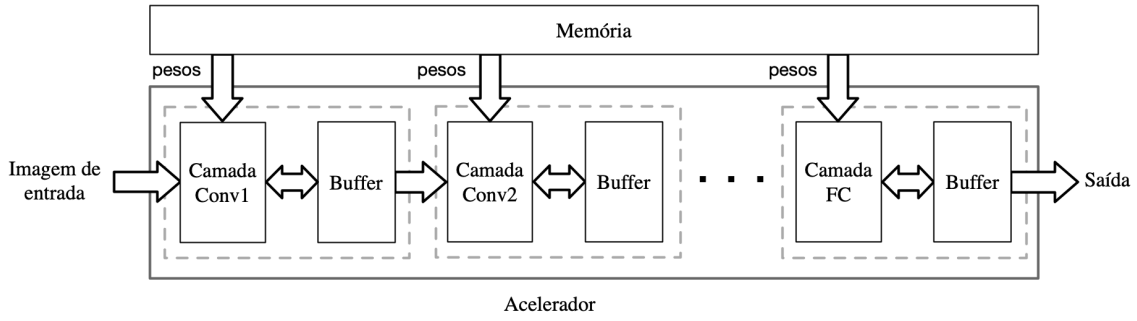 Memória
pesos
pesos
pesos
Imagem de
entrada
Camada
Conv1
Buffer
Camada
Conv2
Buffer
. . .
Camada
FC
Buffer
Saída
Acelerador